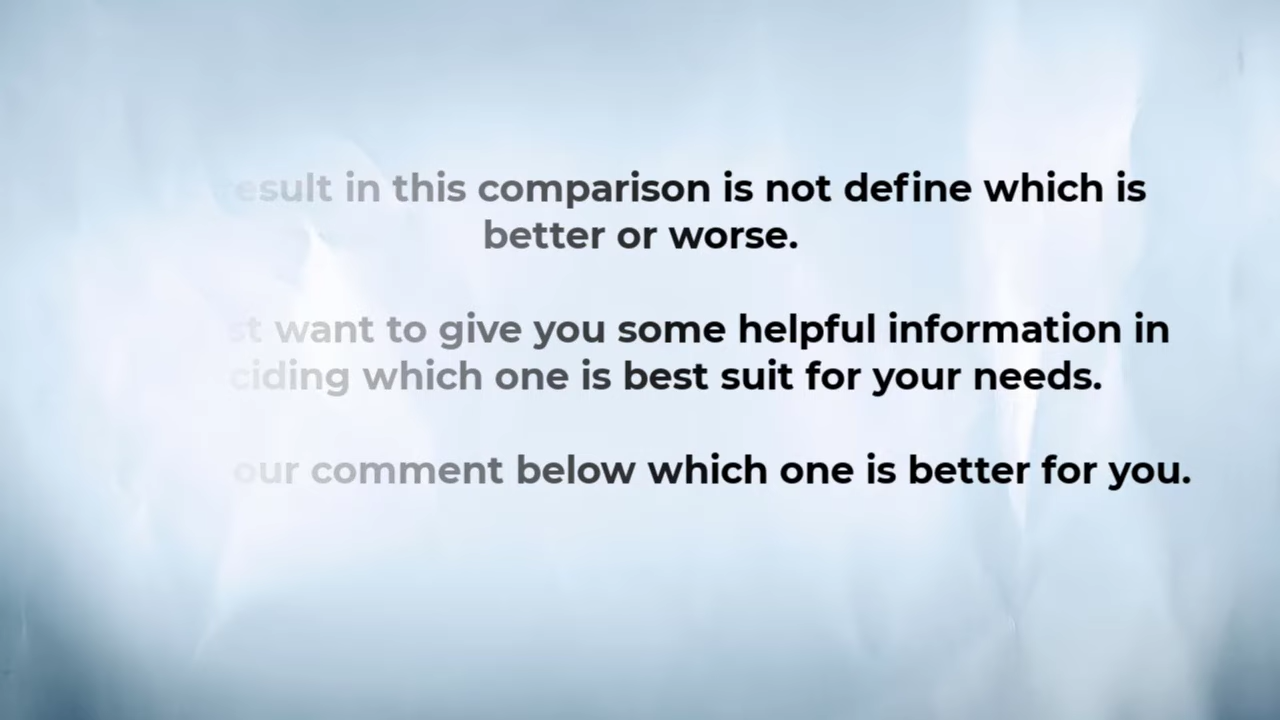 esult in this comparison is not define which is
better or worse.
st want to give you some helpful information in
ciding which one is best suit for your needs.
our comment below which one is better for you.